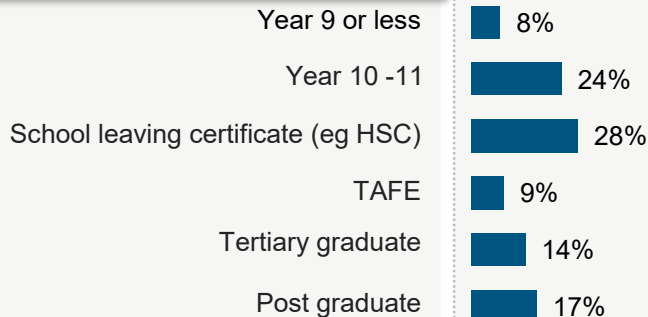 Year 9 or less 8%
Year 10 -11 24%
School leaving certificate (eg HSC) 28%
TAFE 9%
Tertiary graduate 14%
Post graduate 17%